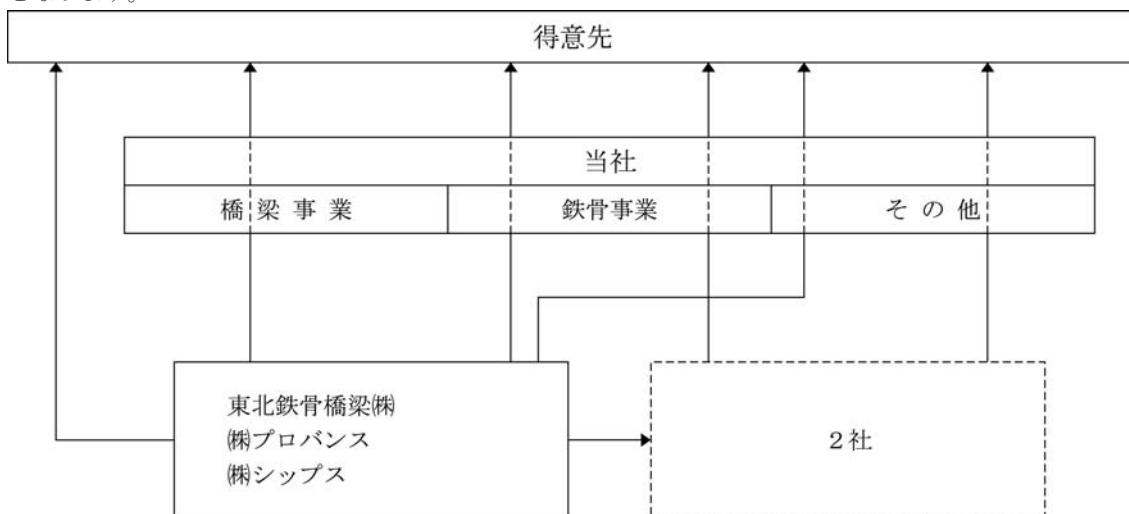 得意先
当社
橋梁事業
鉄骨事業
その他
東北鉄骨橋梁㈱
㈱プロバンス
㈱シップス
2社